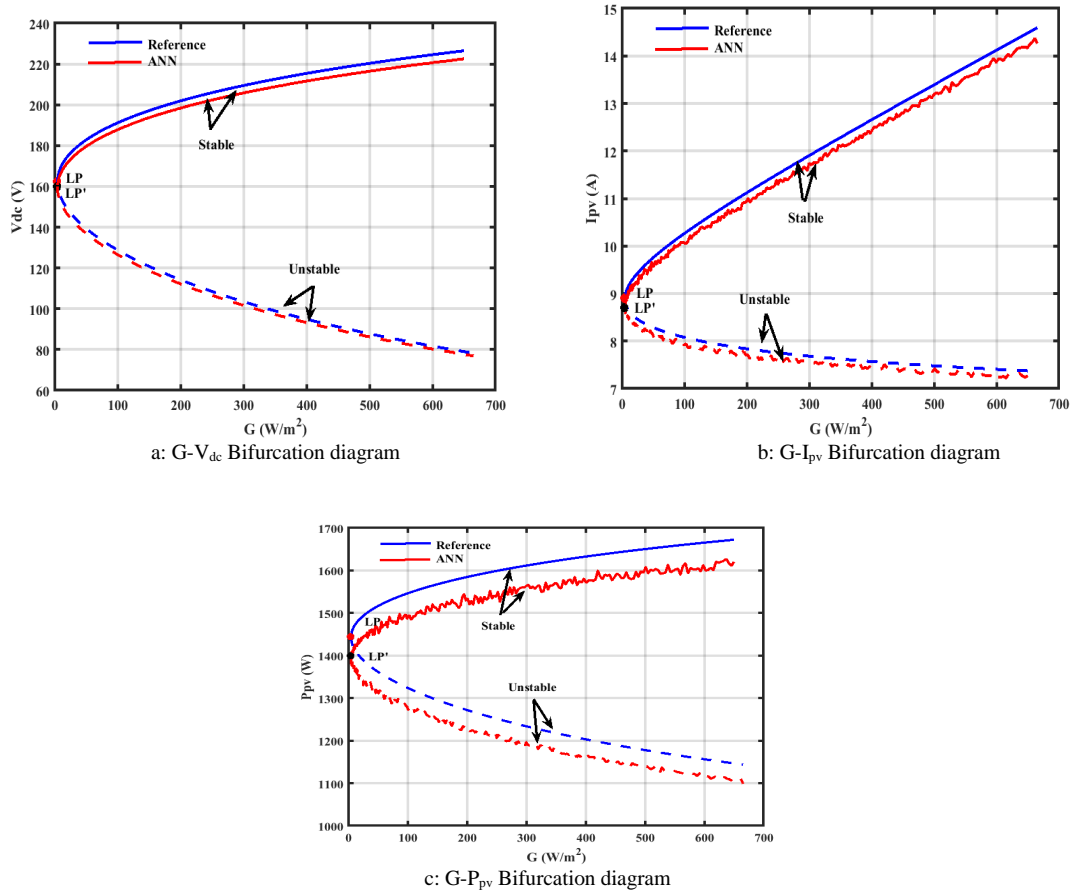 240
220
200
180
160
140
120
100
80
60
Vdc (V)
Reference
ANN
Stable
LP
LP'
Unstable
0 100 200 300 400 500 600 700
G (W/m²)
a: G-Vdc Bifurcation diagram
15
14
13
12
11
10
9
8
7
Ipv (A)
Reference
ANN
Stable
LP
LP'
Unstable
0 100 200 300 400 500 600 700
G (W/m²)
b: G-Ipv Bifurcation diagram
1700
1600
1500
1400
1300
1200
1100
1000
Ppv (W)
Reference
ANN
Stable
LP
LP'
Unstable
0 100 200 300 400 500 600 700
G (W/m²)
c: G-Ppv Bifurcation diagram